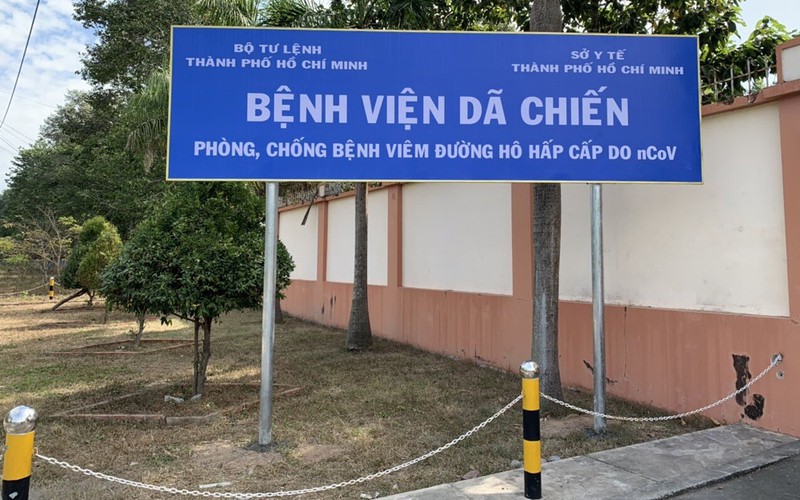 BỘ TƯ LỆNH
THÀNH PHỐ HỒ CHÍ MINH
SỞ Y TẾ
THÀNH PHỐ HỒ CHÍ MINH
BỆNH VIỆN DÃ CHIẾN
PHÒNG, CHỐNG BỆNH VIÊM ĐƯỜNG HÔ HẤP CẤP DO nCoV